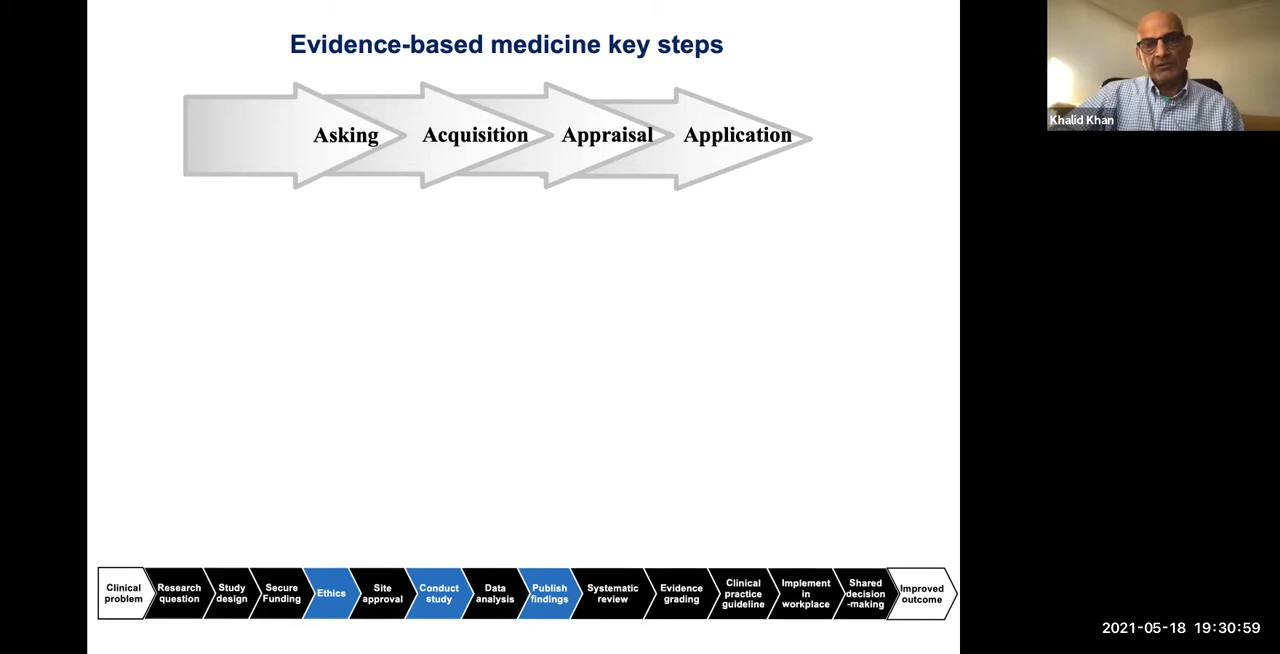 Evidence-based medicine key steps
Asking Acquisition Appraisal Application
Khalid Khan
Clinical
problem
Research
question
Study
design
Secure
Funding
Ethics
Site
approval
Conduct
study
Data
analysis
Publish
findings
Systematic
review
Evidence
grading
Clinical
practice
guideline
Implement
in
workplace
Shared
decision
-making
Improved
outcome
2021-05-18 19:30:59